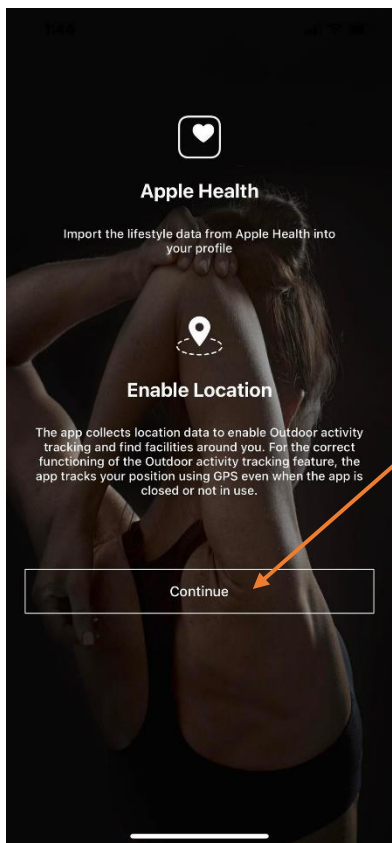 1:44
Apple Health
Import the lifestyle data from Apple Health into
your profile
Enable Location
The app collects location data to enable Outdoor activity
tracking and find facilities around you. For the correct
functioning of the Outdoor activity tracking feature, the
app tracks your position using GPS even when the app is
closed or not in use.
Continue